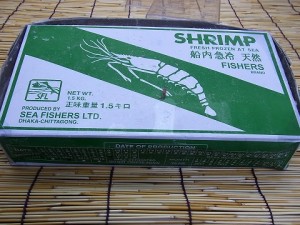 SHRIMP
FRESH FROZEN AT SEA
船内急冷 天然
FISHERS
BRAND
SFL
NET WT.
1.5 KG.
正味重量 1.5キロ
PRODUCED BY
SEA FISHERS LTD.
DHAKA-CHITTAGONG.
DATE OF PRODUCTION